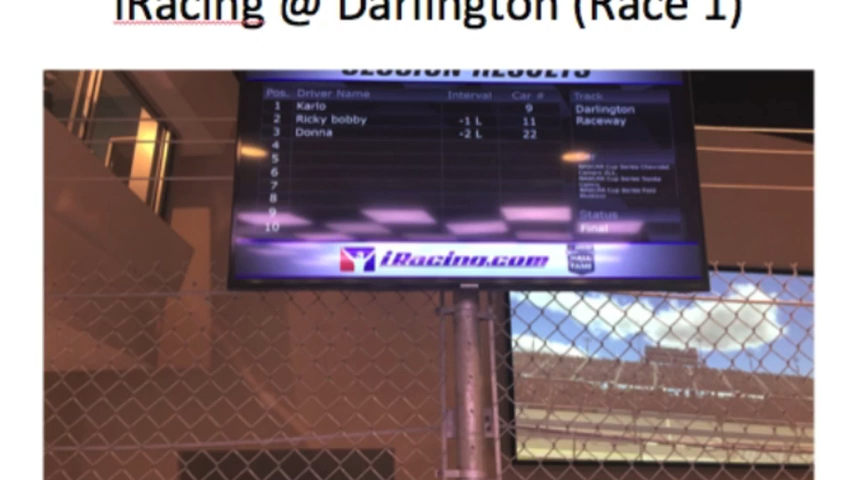 iRacing @ Darlington (Race 1)
SESSION RESULTS
Pos. Driver Name Interval Car # Track
1 Karlo 9 Darlington
2 Ricky bobby -1 L 11 Raceway
3 Donna -2 L 22
4
5
6
7
8
9 Status
10 Final
iRacing.com